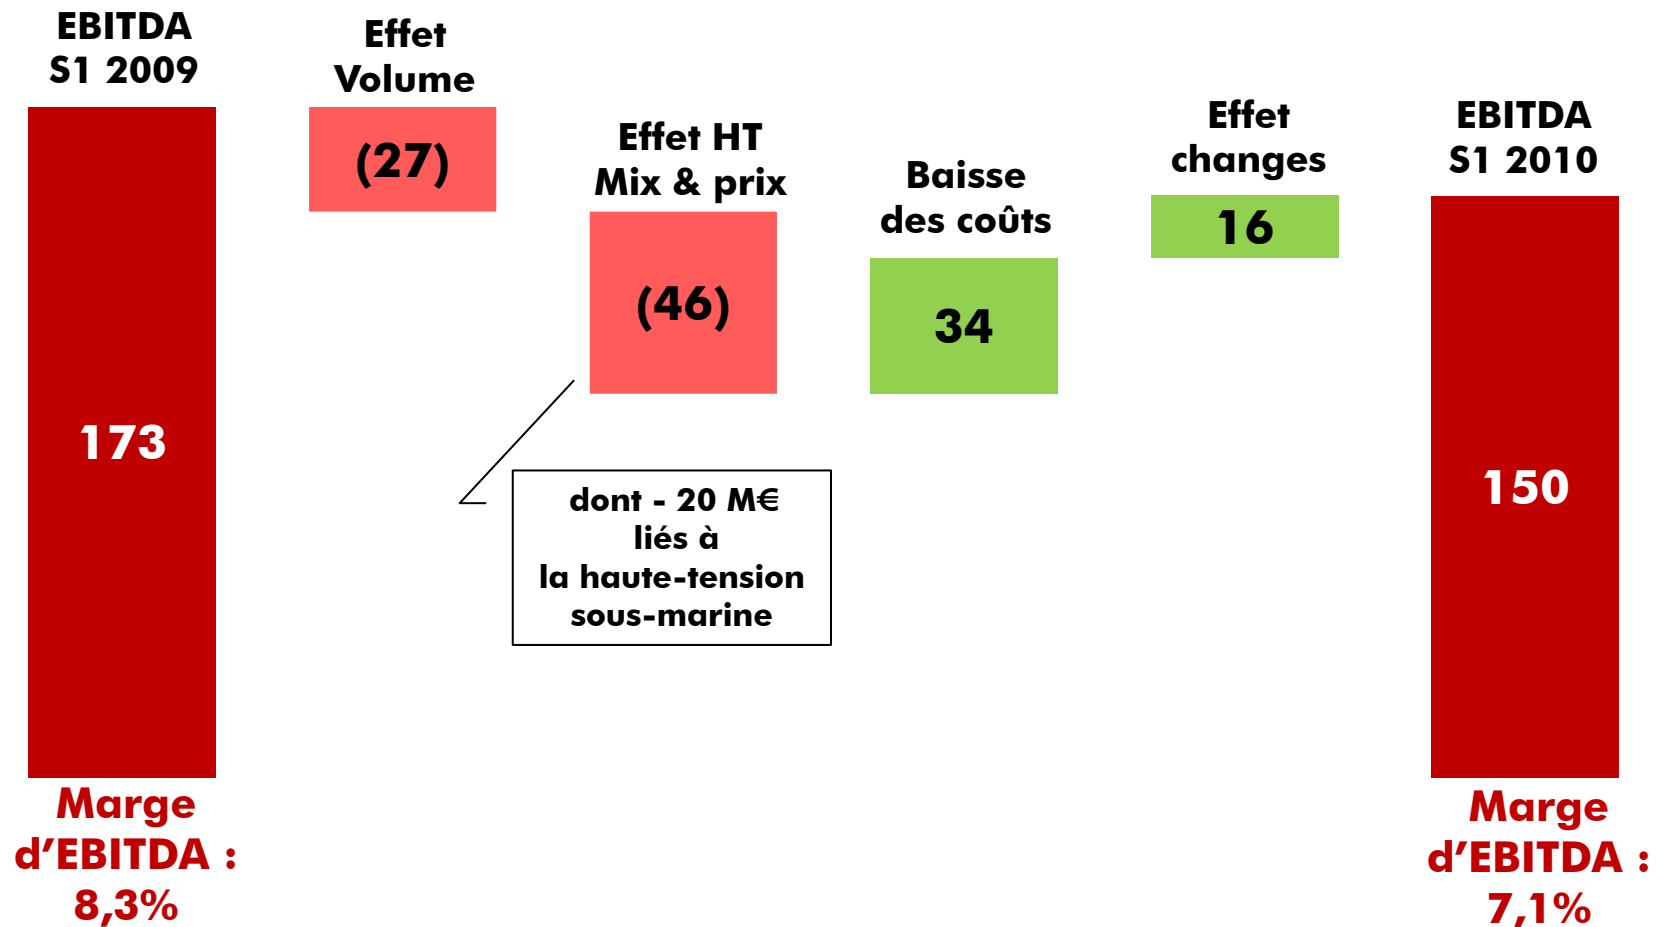 EBITDA
S1 2009
173
Marge
d’EBITDA :
8,3%
Effet
Volume
(27)
Effet HT
Mix & prix
(46)
dont - 20 M€
liés à
la haute-tension
sous-marine
Baisse
des coûts
34
Effet
changes
16
EBITDA
S1 2010
150
Marge
d’EBITDA :
7,1%